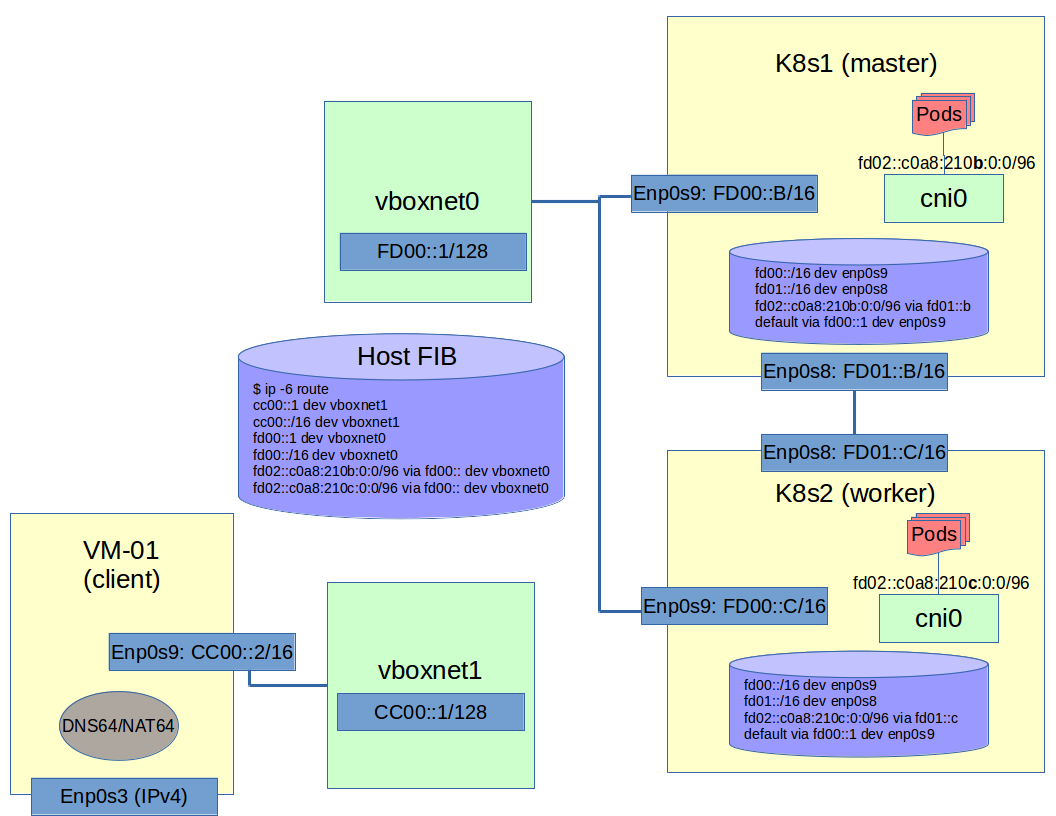 K8s1 (master)
Pods
fd02::c0a8:210b:0:0/96
cni0
Enp0s9: FD00::B/16
fd00::/16 dev enp0s9
fd01::/16 dev enp0s8
fd02::c0a8:210b:0:0/96 via fd01::b
default via fd00::1 dev enp0s9
Enp0s8: FD01::B/16
vboxnet0
FD00::1/128
Host FIB
$ ip -6 route
cc00::1 dev vboxnet1
cc00::/16 dev vboxnet1
fd00::1 dev vboxnet0
fd00::/16 dev vboxnet0
fd02::c0a8:210b:0:0/96 via fd00:: dev vboxnet0
fd02::c0a8:210c:0:0/96 via fd00:: dev vboxnet0
Enp0s8: FD01::C/16
K8s2 (worker)
Pods
fd02::c0a8:210c:0:0/96
cni0
Enp0s9: FD00::C/16
fd00::/16 dev enp0s9
fd01::/16 dev enp0s8
fd02::c0a8:210c:0:0/96 via fd01::c
default via fd00::1 dev enp0s9
VM-01
(client)
Enp0s9: CC00::2/16
DNS64/NAT64
Enp0s3 (IPv4)
vboxnet1
CC00::1/128